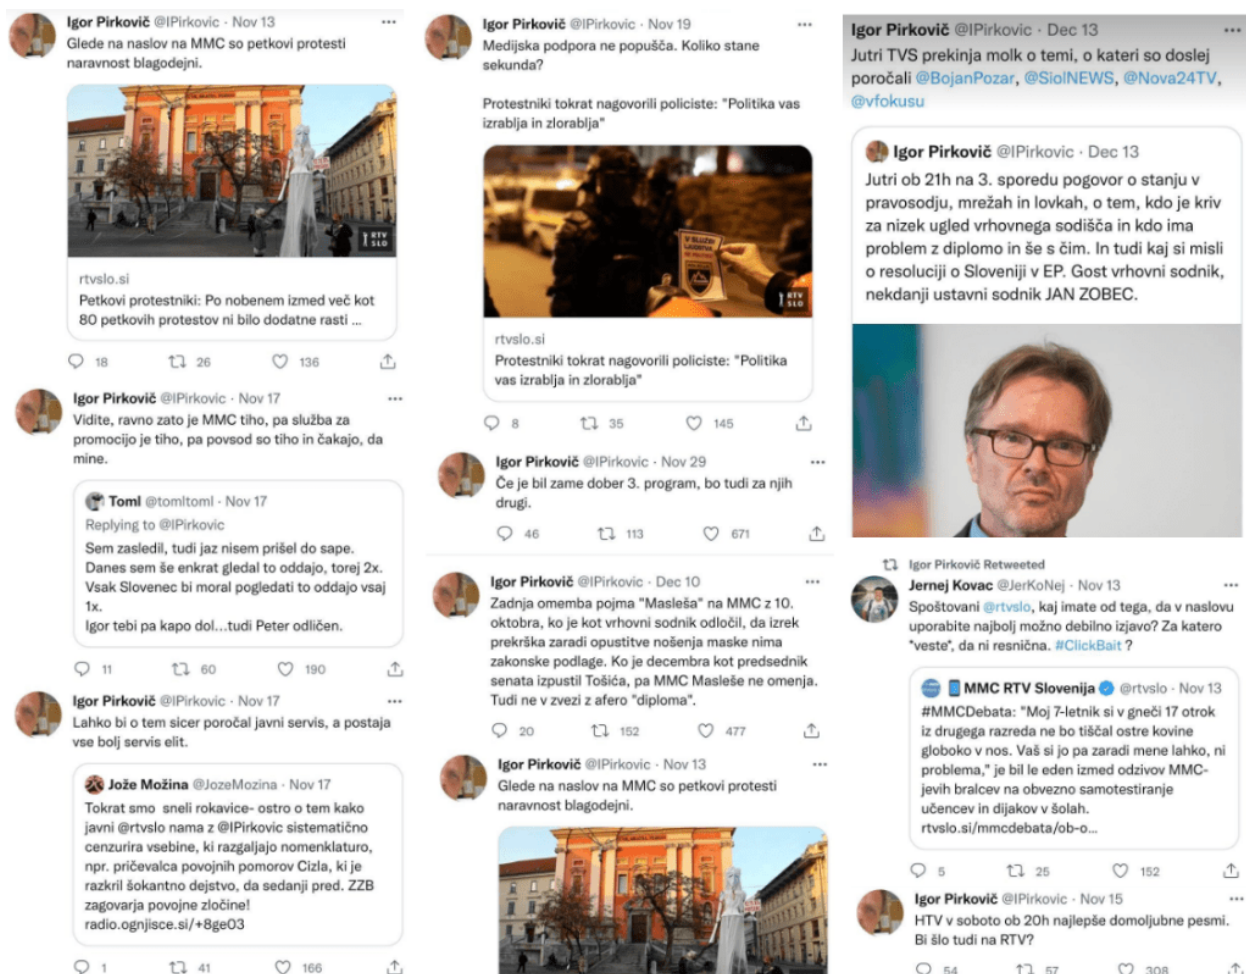 Igor Pirkovič @IPirkovic · Nov 13
Glede na naslov na MMC so petkovi protesti
naravnost blagodejni.
RTV
SLO
rtvslo.si
Petkovi protestniki: Po nobenem izmed več kot
80 petkovih protestov ni bilo dodatne rasti ...
18 26 136
Igor Pirkovič @IPirkovic · Nov 17
Vidite, ravno zato je MMC tiho, pa služba za
promocijo je tiho, pa povsod so tiho in čakajo, da
mine.
Toml @tomltoml · Nov 17
Replying to @IPirkovic
Sem zasledil, tudi jaz nisem prišel do sape.
Danes sem še enkrat gledal to oddajo, torej 2x.
Vsak Slovenec bi moral pogledati to oddajo vsaj
1x.
Igor tebi pa kapo dol...tudi Peter odličen.
11 60 190
Igor Pirkovič @IPirkovic · Nov 17
Lahko bi o tem sicer poročal javni servis, a postaja
vse bolj servis elit.
Jože Možina @JozeMozina · Nov 17
Tokrat smo sneli rokavice- ostro o tem kako
javni @rtvslo nama z @IPirkovic sistematično
cenzurira vsebine, ki razgaljajo nomenklaturo,
npr. pričevalca povojnih pomorov Cizla, ki je
razkril šokantno dejstvo, da sedanji pred. ZZB
zagovarja povojne zločine!
radio.ognjisce.si/+8ge03
1 41 166
Igor Pirkovič @IPirkovic · Nov 19
Medijska podpora ne popušča. Koliko stane
sekunda?
Protestniki tokrat nagovorili policiste: "Politika vas
izrablja in zlorablja"
V SLUŽBI
LJUDSTVA
NE POLITIKE
RTV
SLO
rtvslo.si
Protestniki tokrat nagovorili policiste: "Politika
vas izrablja in zlorablja"
8 35 145
Igor Pirkovič @IPirkovic · Nov 29
Če je bil zame dober 3. program, bo tudi za njih
drugi.
46 113 671
Igor Pirkovič @IPirkovic · Dec 10
Zadnja omemba pojma "Masleša" na MMC z 10.
oktobra, ko je kot vrhovni sodnik odločil, da izrek
prekrška zaradi opustitve nošenja maske nima
zakonske podlage. Ko je decembra kot predsednik
senata izpustil Tošića, pa MMC Masleše ne omenja.
Tudi ne v zvezi z afero "diploma".
20 152 477
Igor Pirkovič @IPirkovic · Nov 13
Glede na naslov na MMC so petkovi protesti
naravnost blagodejni.
Igor Pirkovič @IPirkovic · Dec 13
Jutri TVS prekinja molk o temi, o kateri so doslej
poročali @BojanPozar, @SiolNEWS, @Nova24TV,
@vfokusu
Igor Pirkovič @IPirkovic · Dec 13
Jutri ob 21h na 3. sporedu pogovor o stanju v
pravosodju, mrežah in lovkah, o tem, kdo je kriv
za nizek ugled vrhovnega sodišča in kdo ima
problem z diplomo in še s čim. In tudi kaj si misli
o resoluciji o Sloveniji v EP. Gost vrhovni sodnik,
nekdanji ustavni sodnik JAN ZOBEC.
Igor Pirkovič Retweeted
Jernej Kovac @JerKoNej · Nov 13
Spoštovani @rtvslo, kaj imate od tega, da v naslovu
uporabite najbolj možno debilno izjavo? Za katero
"veste", da ni resnična. #ClickBait ?
MMC RTV Slovenija @rtvslo · Nov 13
#MMCDebata: "Moj 7-letnik si v gneči 17 otrok
iz drugega razreda ne bo tiščal ostre kovine
globoko v nos. Vaš si jo pa zaradi mene lahko, ni
problema," je bil le eden izmed odzivov MMC-
jevih bralcev na obvezno samotestiranje
učencev in dijakov v šolah.
rtvslo.si/mmcdebata/ob-o...
5 25 152
Igor Pirkovič @IPirkovic · Nov 15
HTV v soboto ob 20h najlepše domoljubne pesmi.
Bi šlo tudi na RTV?
54 57 308